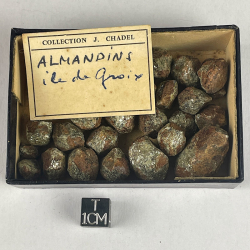 COLLECTION J. CHADEL
ALMANDINS
île de Groix
T
1CM